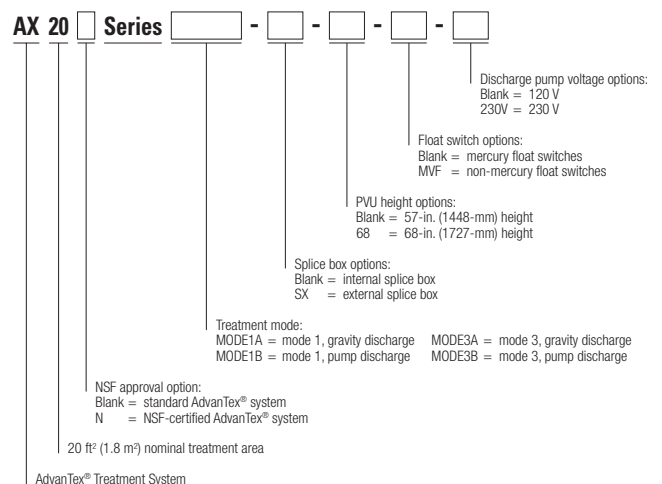 AX 20 Series - - - -
Discharge pump voltage options:
Blank = 120 V
230V = 230 V
Float switch options:
Blank = mercury float switches
MVF = non-mercury float switches
PVU height options:
Blank = 57-in. (1448-mm) height
68 = 68-in. (1727-mm) height
Splice box options:
Blank = internal splice box
SX = external splice box
Treatment mode:
MODE1A = mode 1, gravity discharge MODE3A = mode 3, gravity discharge
MODE1B = mode 1, pump discharge MODE3B = mode 3, pump discharge
NSF approval option:
Blank = standard AdvanTex® system
N = NSF-certified AdvanTex® system
20 ft² (1.8 m²) nominal treatment area
AdvanTex® Treatment System